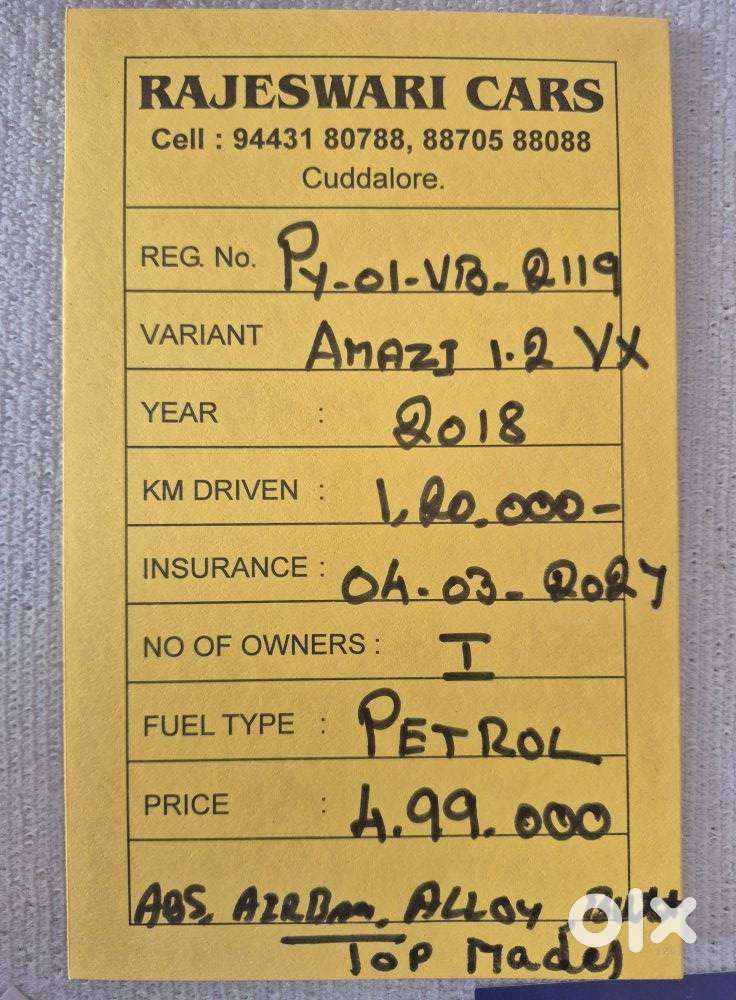 RAJESWARI CARS
Cell : 94431 80788, 88705 88088
Cuddalore.
REG. No. PY-01-VB-2119
VARIANT AMAZI 1.2 VX
YEAR : 2018
KM DRIVEN : 1,20.000-
INSURANCE : 04-03-2027
NO OF OWNERS : I
FUEL TYPE : PETROL
PRICE : 4.99.000
ABS, AIRBAG, ALLOY
TOP Model
olx